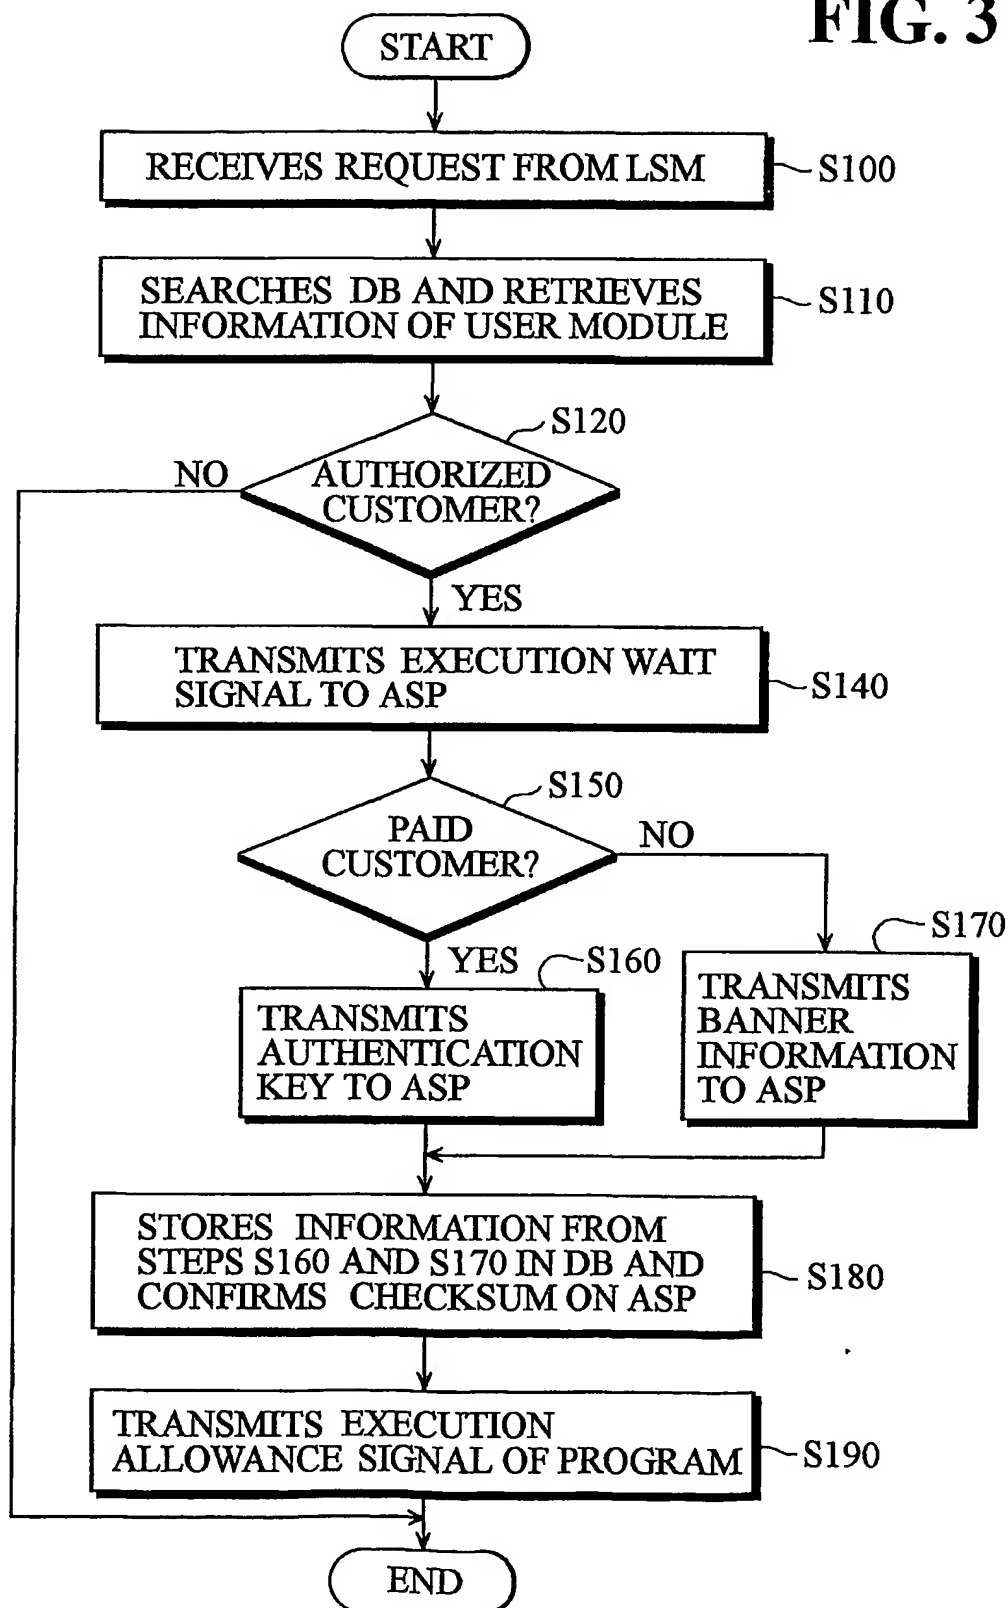 FIG. 3
START
RECEIVES REQUEST FROM LSM
S100
SEARCHES DB AND RETRIEVES
INFORMATION OF USER MODULE
S110
S120
NO
AUTHORIZED
CUSTOMER?
YES
TRANSMITS EXECUTION WAIT
SIGNAL TO ASP
S140
S150
PAID
CUSTOMER?
NO
YES
S160
S170
TRANSMITS
AUTHENTICATION
KEY TO ASP
TRANSMITS
BANNER
INFORMATION
TO ASP
STORES INFORMATION FROM
STEPS S160 AND S170 IN DB AND
CONFIRMS CHECKSUM ON ASP
S180
TRANSMITS EXECUTION
ALLOWANCE SIGNAL OF PROGRAM
S190
END